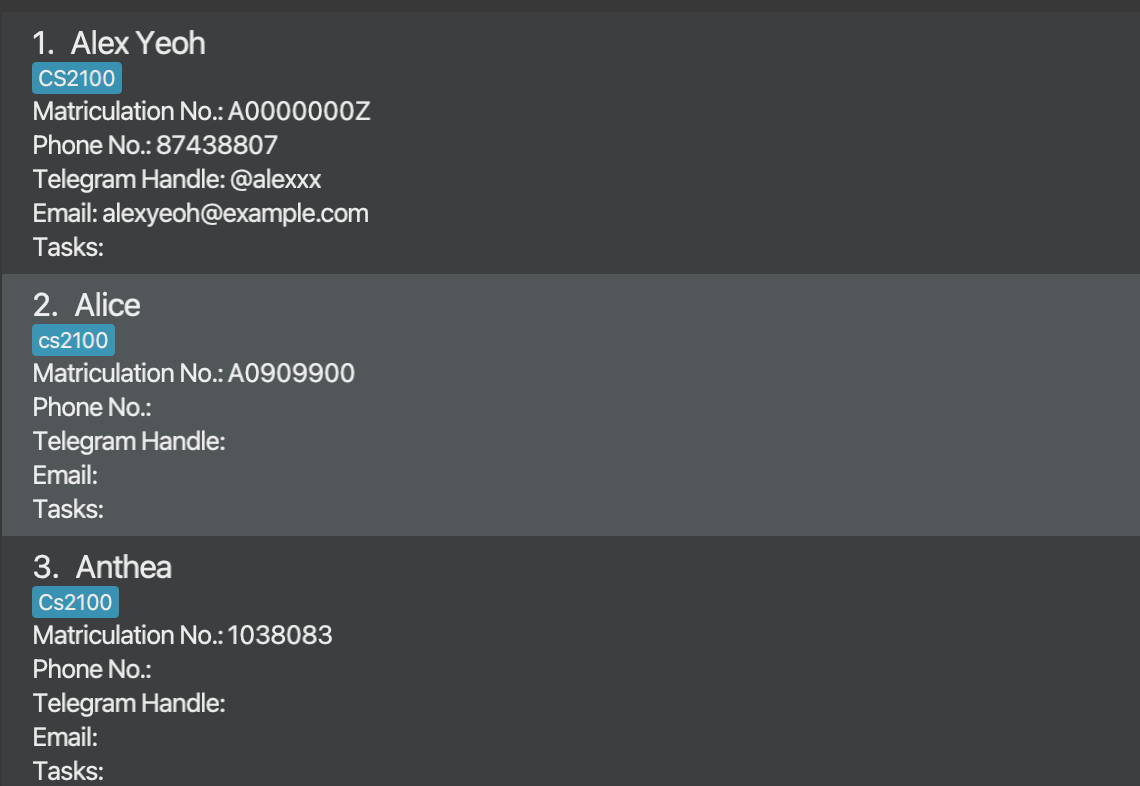 1. Alex Yeoh
CS2100
Matriculation No.: A0000000Z
Phone No.: 87438807
Telegram Handle: @alexxx
Email: alexyeoh@example.com
Tasks:
2. Alice
cs2100
Matriculation No.: A0909900
Phone No.:
Telegram Handle:
Email:
Tasks:
3. Anthea
Cs2100
Matriculation No.: 1038083
Phone No.:
Telegram Handle:
Email:
Tasks: